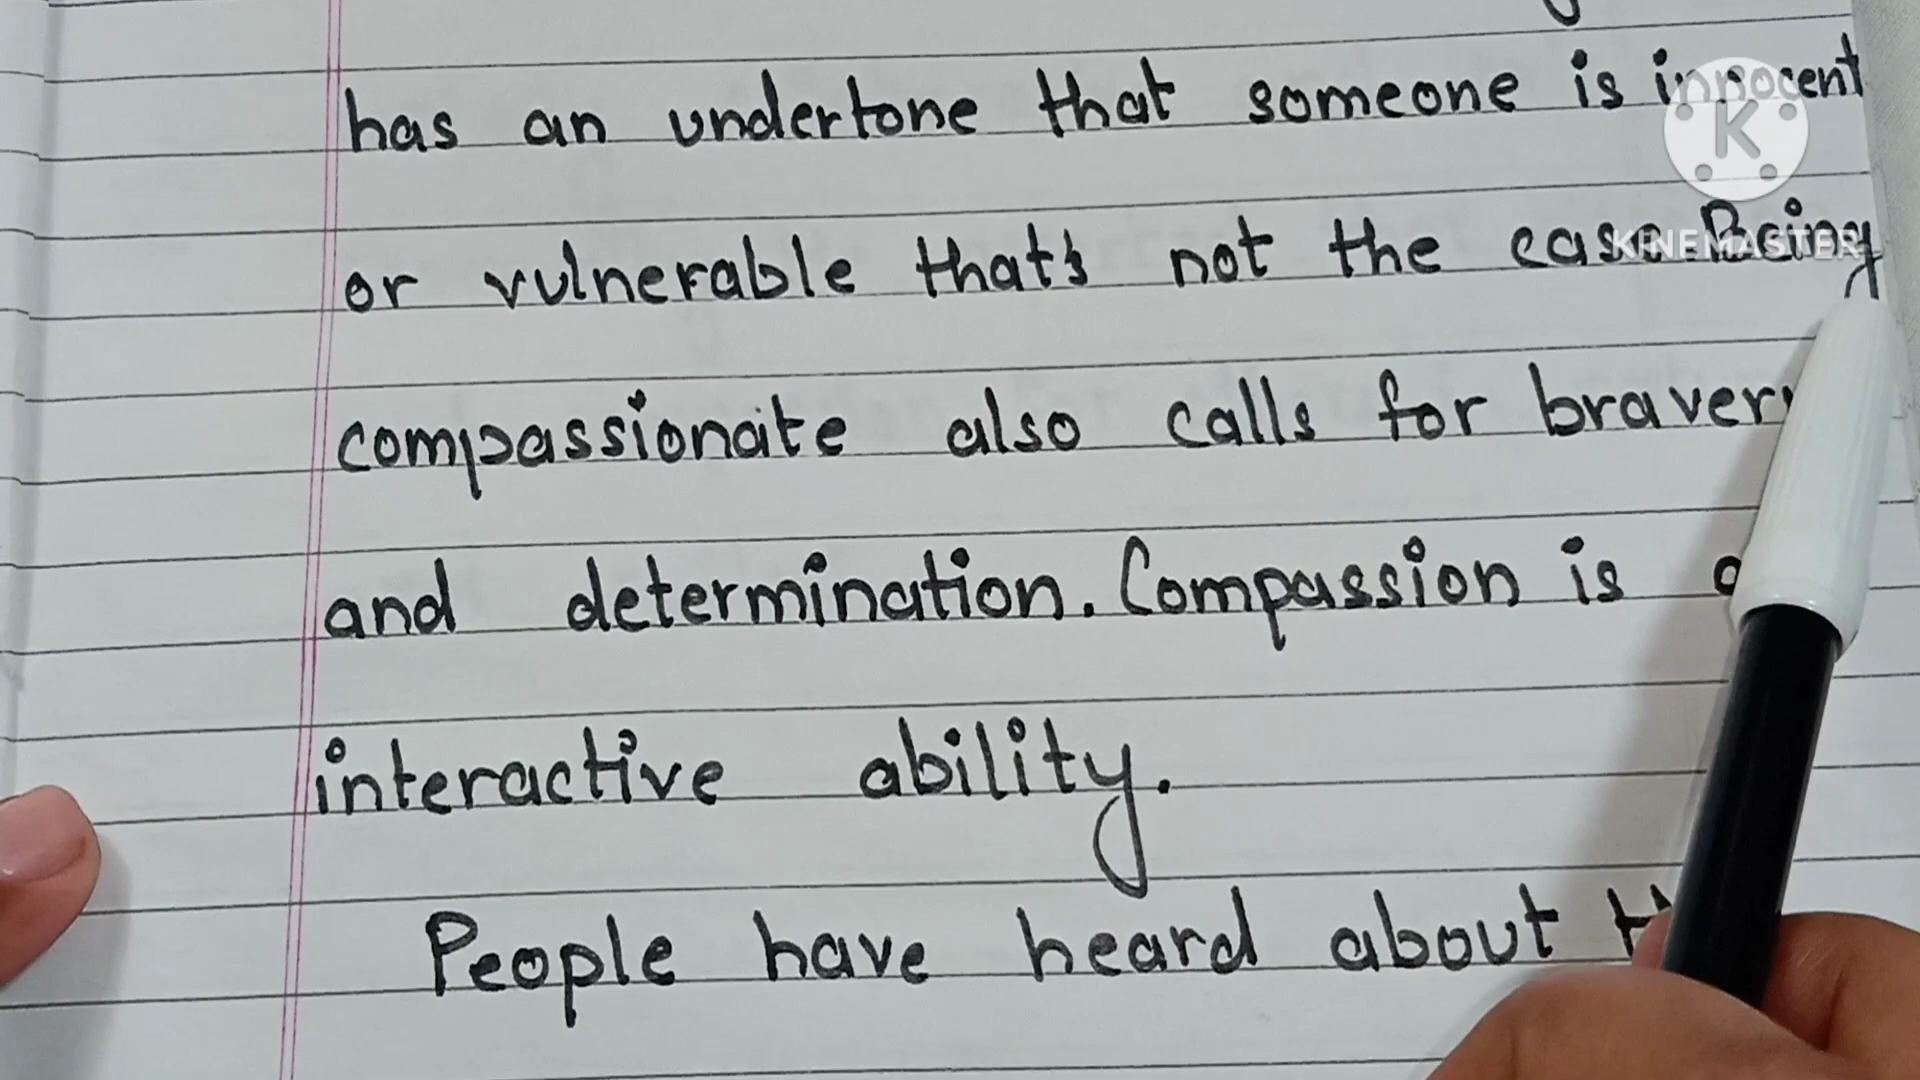 has an undertone that someone is innocent
or vulnerable that's not the case. Being
compassionate also calls for bravery
and determination. Compassion is
interactive ability.
People have heard about
K
KINEMASTER